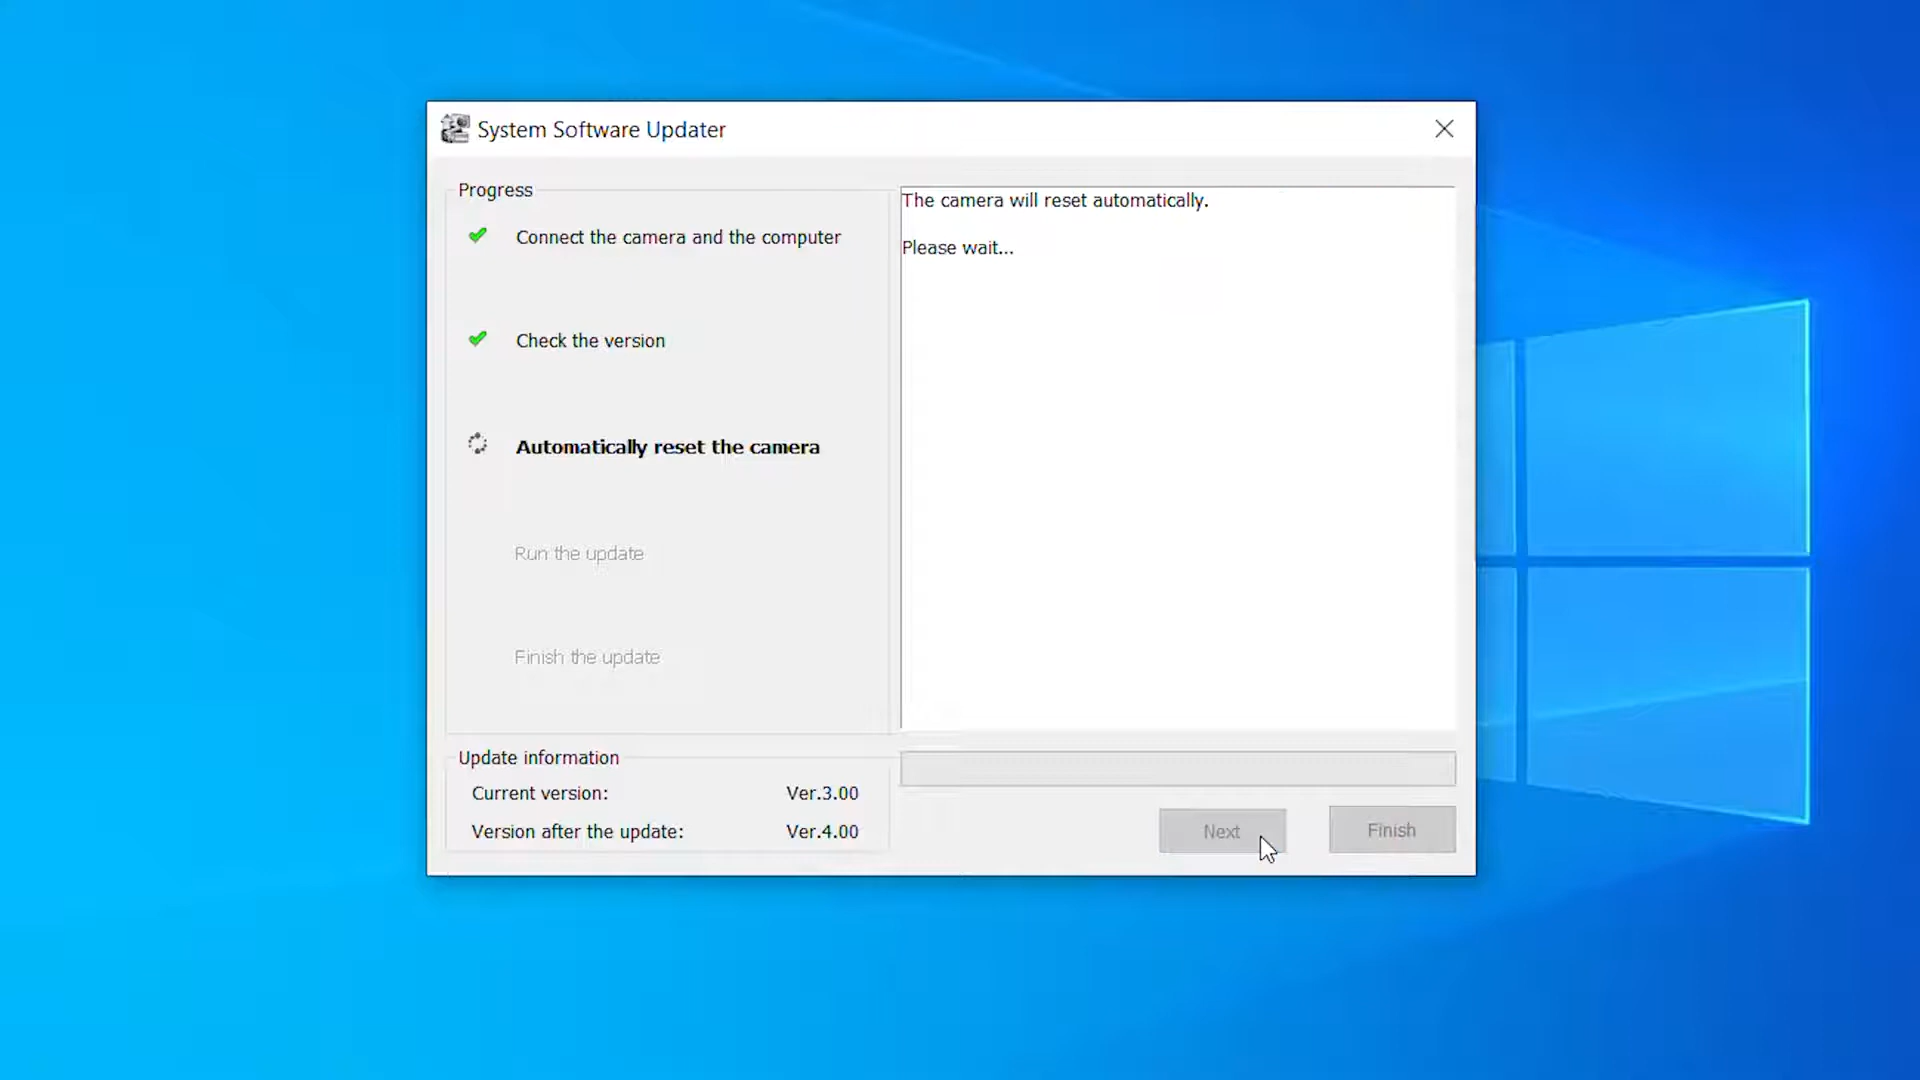 System Software Updater
Progress
Connect the camera and the computer
Check the version
Automatically reset the camera
Run the update
Finish the update
The camera will reset automatically.
Please wait...
Update information
Current version: Ver.3.00
Version after the update: Ver.4.00
Next
Finish